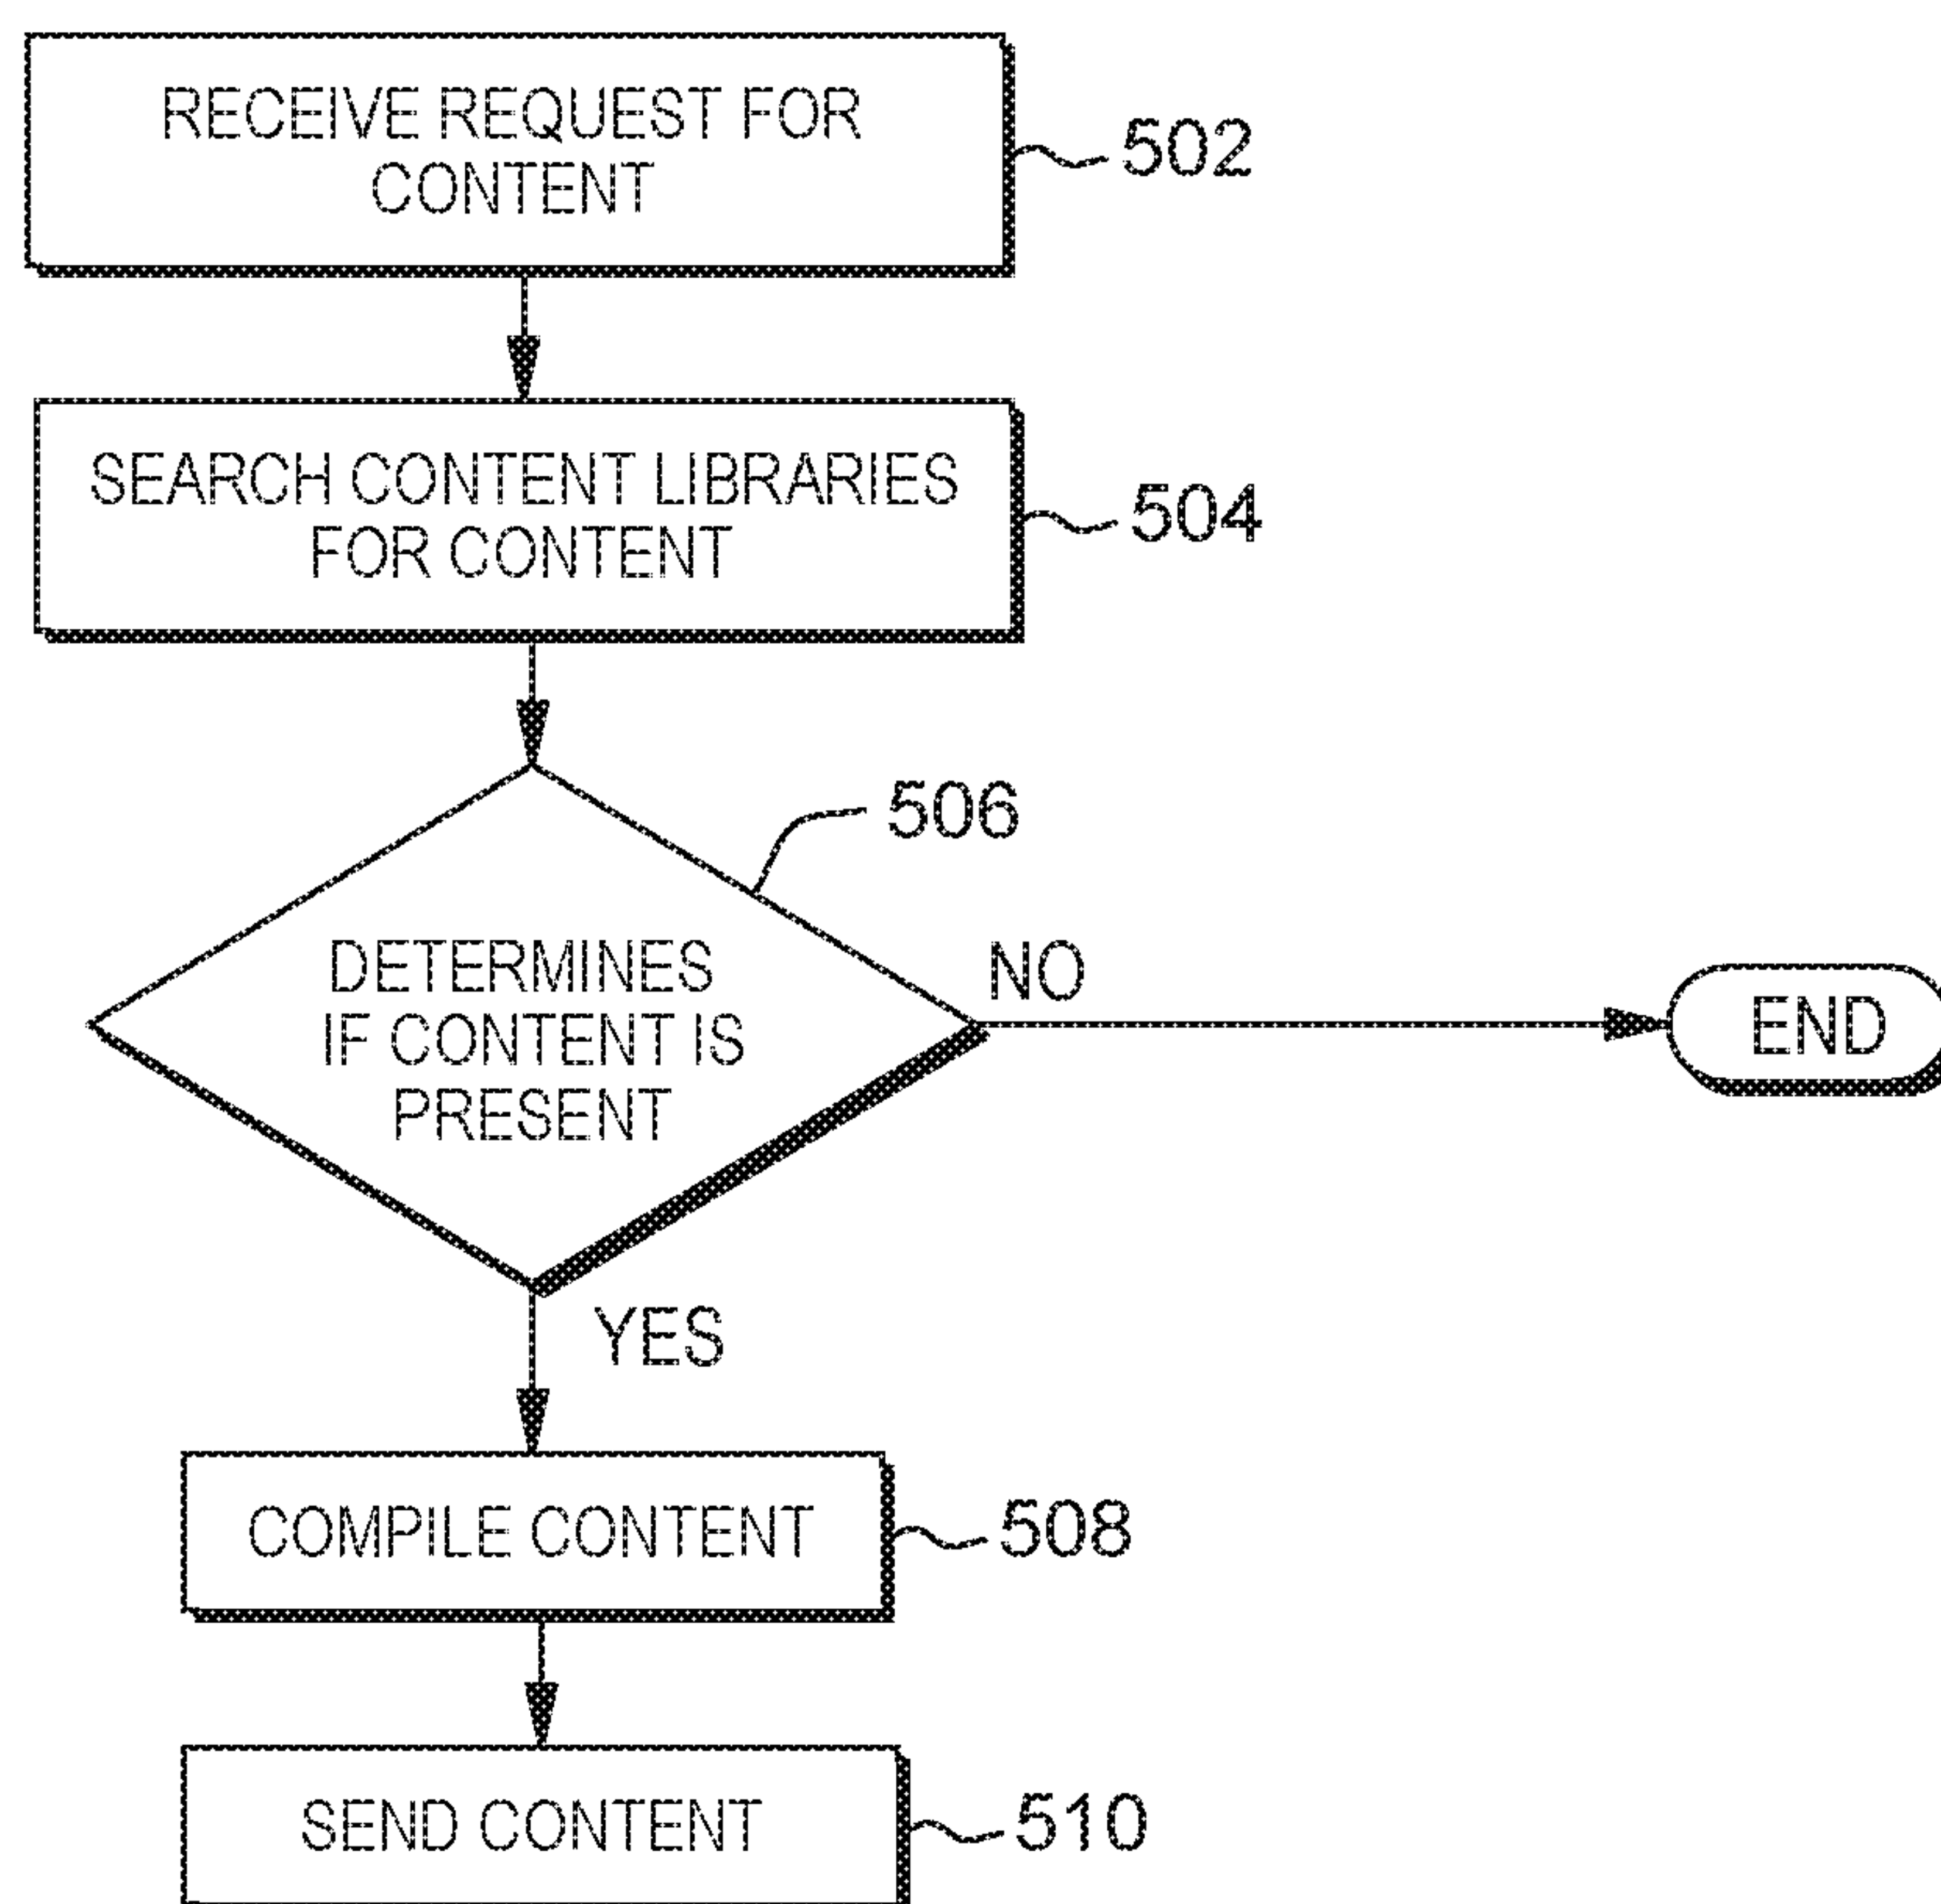 RECEIVE REQUEST FOR
CONTENT
502
SEARCH CONTENT LIBRARIES
FOR CONTENT
504
506
DETERMINES
IF CONTENT IS
PRESENT
NO
END
YES
COMPILE CONTENT
508
SEND CONTENT
510